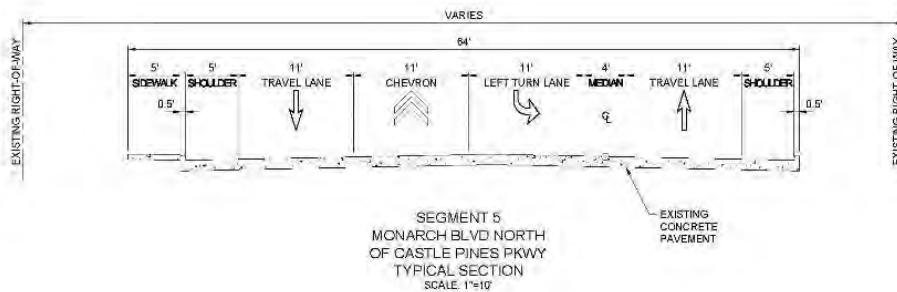 VARIES
64'
5'
5'
11'
11'
11'
4'
11'
5'
SIDEWALK
SHOULDER
TRAVEL LANE
CHEVRON
LEFT TURN LANE
MEDIAN
TRAVEL LANE
SHOULDER
0.5'
0.5'
EXISTING RIGHT-OF-WAY
EXISTING RIGHT-OF-WAY
CL
EXISTING
CONCRETE
PAVEMENT
SEGMENT 5
MONARCH BLVD NORTH
OF CASTLE PINES PKWY
TYPICAL SECTION
SCALE: 1"=10'